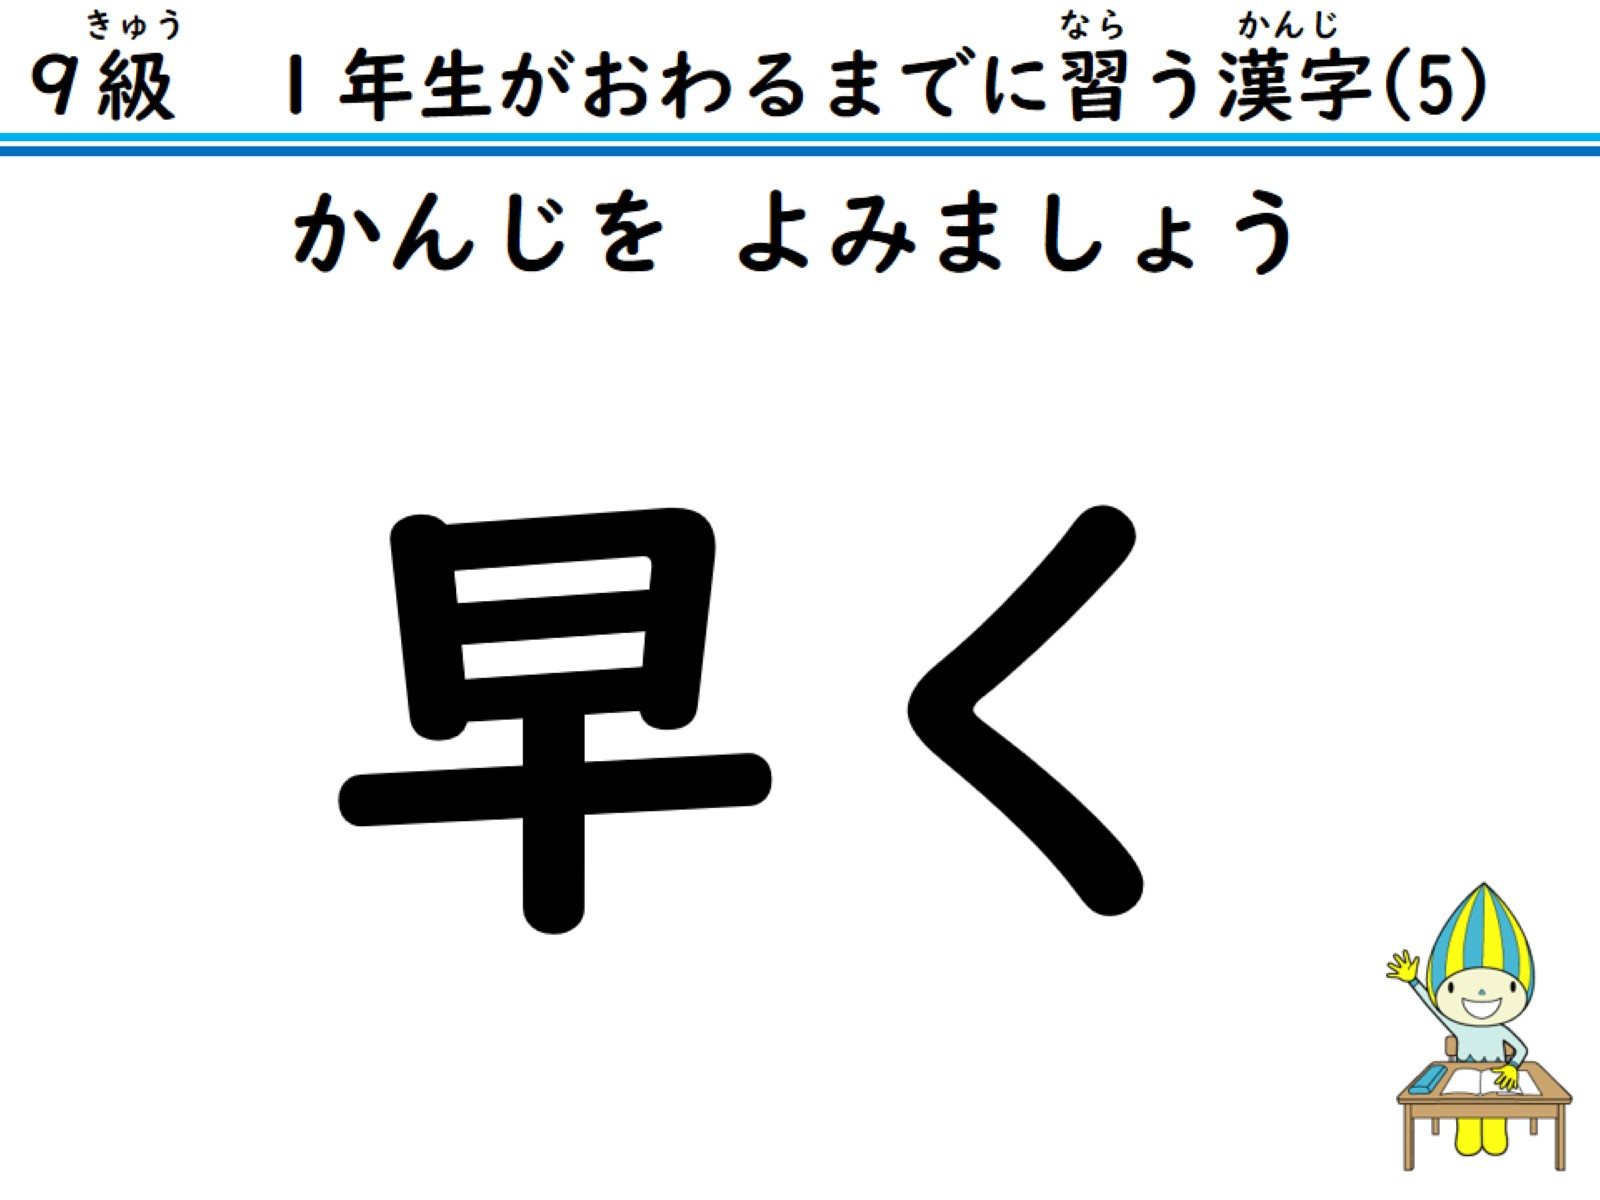 きゅう なら かんじ
9級 1年生がおわるまでに習う漢字(5)
かんじを よみましょう
早く